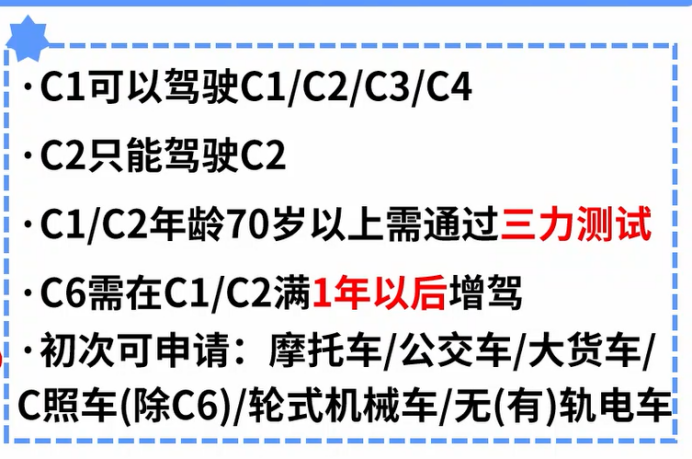 ·C1可以驾驶C1/C2/C3/C4
·C2只能驾驶C2
·C1/C2年龄70岁以上需通过三力测试
·C6需在C1/C2满1年以后增驾
·初次可申请：摩托车/公交车/大货车/
C照车(除C6)/轮式机械车/无(有)轨电车